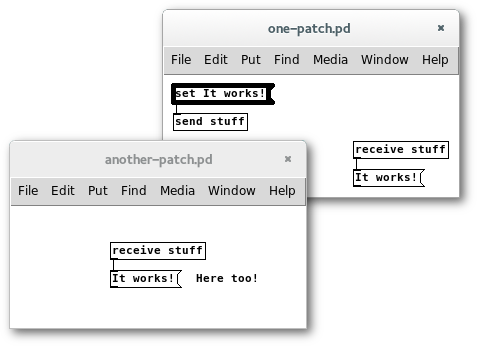 one-patch.pd
File Edit Put Find Media Window Help
set It works!
send stuff
receive stuff
It works!
another-patch.pd
File Edit Put Find Media Window Help
receive stuff
It works! Here too!